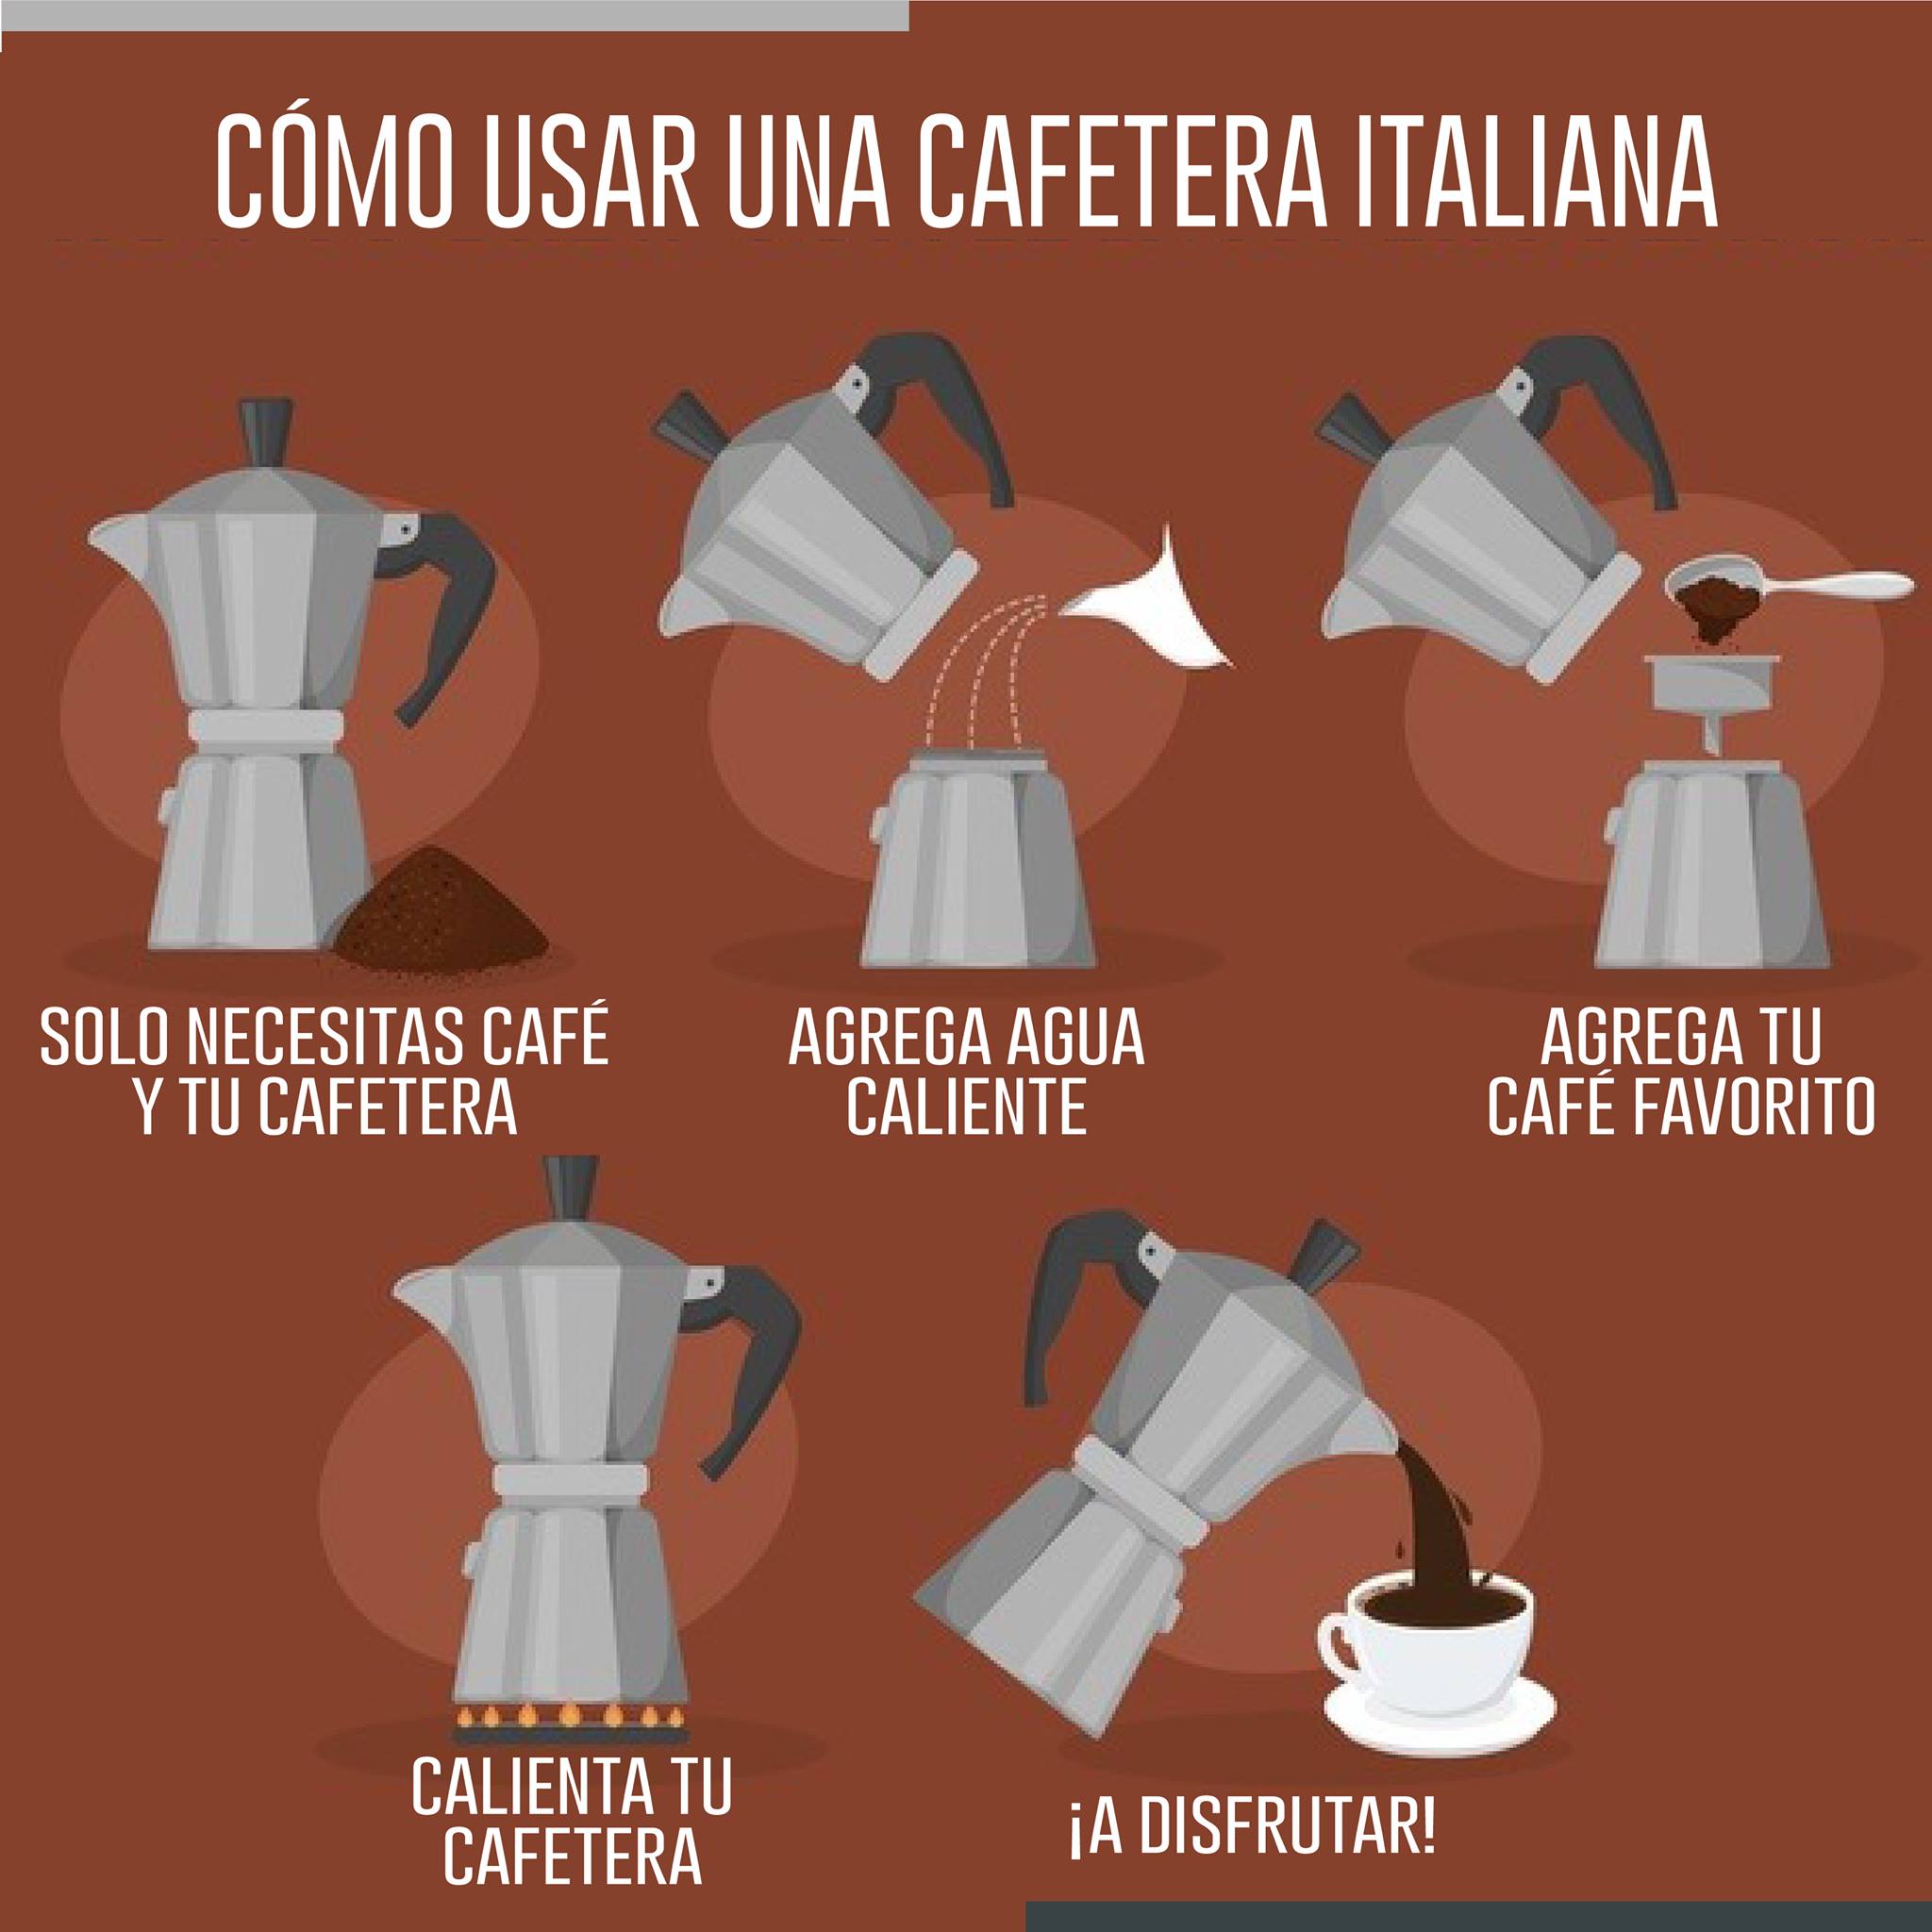 CÓMO USAR UNA CAFETERA ITALIANA
SOLO NECESITAS CAFÉ
Y TU CAFETERA
AGREGA AGUA
CALIENTE
AGREGA TU
CAFÉ FAVORITO
CALIENTA TU
CAFETERA
¡A DISFRUTAR!